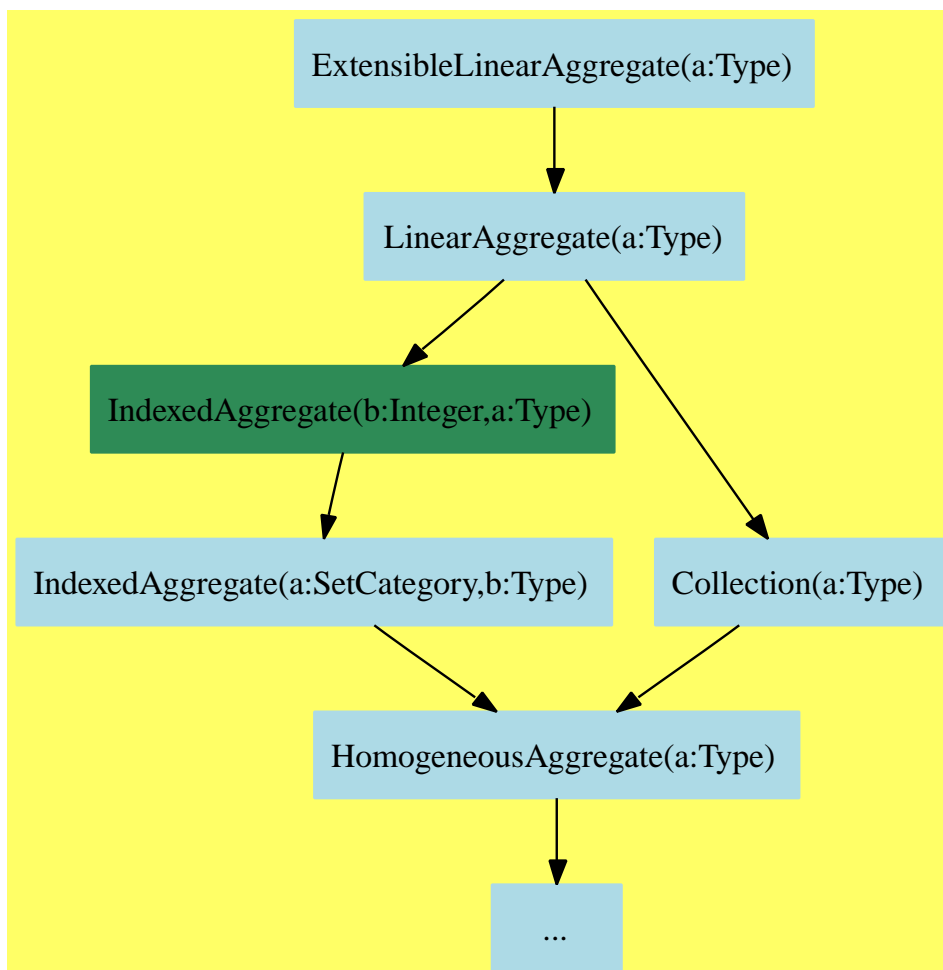 ExtensibleLinearAggregate(a:Type)
LinearAggregate(a:Type)
IndexedAggregate(b:Integer,a:Type)
IndexedAggregate(a:SetCategory,b:Type)
Collection(a:Type)
HomogeneousAggregate(a:Type)
...